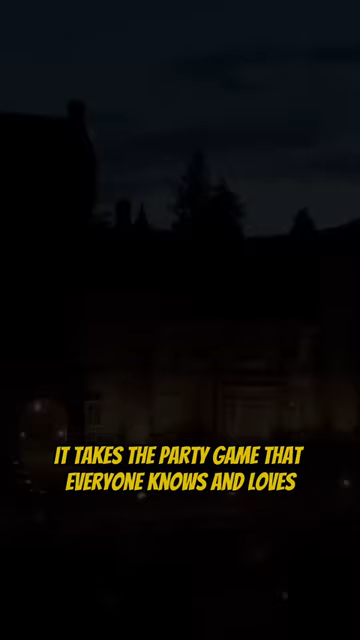 IT TAKES THE PARTY GAME THAT
EVERYONE KNOWS AND LOVES